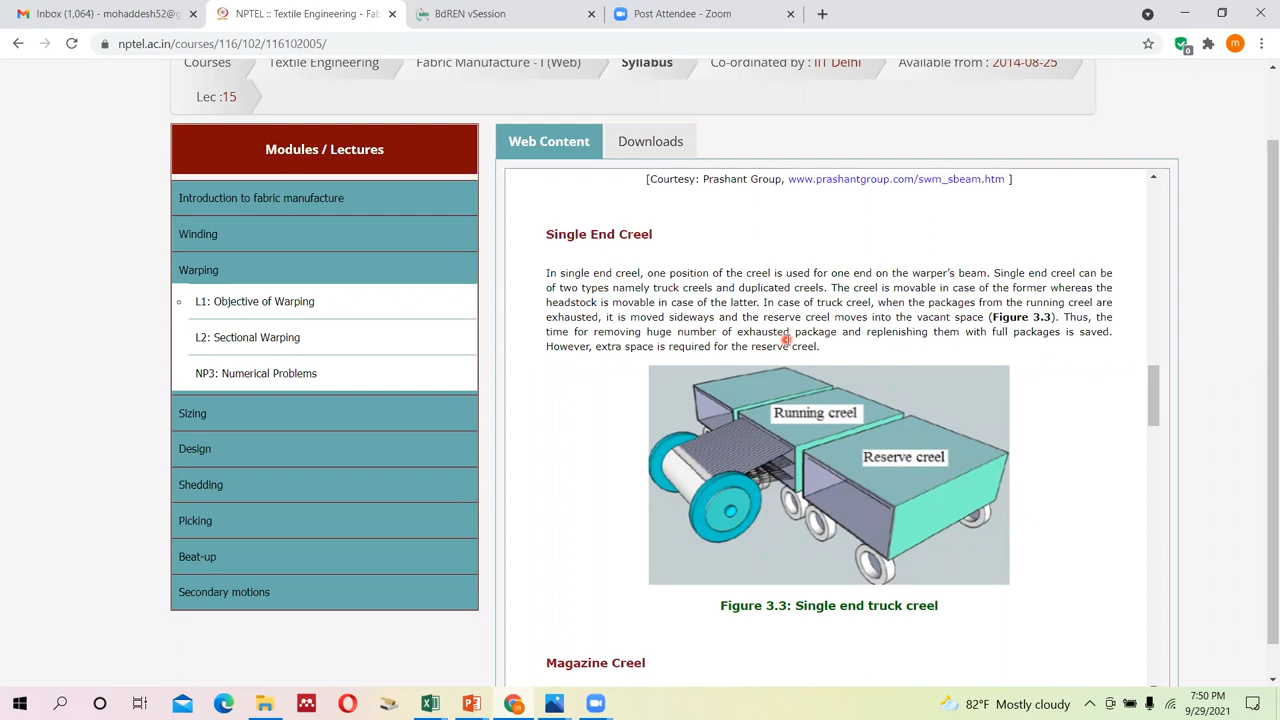 Inbox (1,064) - mohaddesh52@g
NPTEL :: Textile Engineering - Fab
BdREN vSession
Post Attendee - Zoom
nptel.ac.in/courses/116/102/116102005/
0
m
Courses
Textile Engineering
Fabric Manufacture - I (Web)
Syllabus
Co-ordinated by : IIT Delhi
Available from : 2014-08-25
Lec :15
Modules / Lectures
Introduction to fabric manufacture
Winding
Warping
L1: Objective of Warping
L2: Sectional Warping
NP3: Numerical Problems
Sizing
Design
Shedding
Picking
Beat-up
Secondary motions
Web Content
Downloads
[Courtesy: Prashant Group, www.prashantgroup.com/swm_sbeam.htm ]
Single End Creel
In single end creel, one position of the creel is used for one end on the warper's beam. Single end creel can be
of two types namely truck creels and duplicated creels. The creel is movable in case of the former whereas the
headstock is movable in case of the latter. In case of truck creel, when the packages from the running creel are
exhausted, it is moved sideways and the reserve creel moves into the vacant space (Figure 3.3). Thus, the
time for removing huge number of exhausted package and replenishing them with full packages is saved.
However, extra space is required for the reserve creel.
Running creel
Reserve creel
Figure 3.3: Single end truck creel
Magazine Creel
82°F Mostly cloudy
7:50 PM
9/29/2021